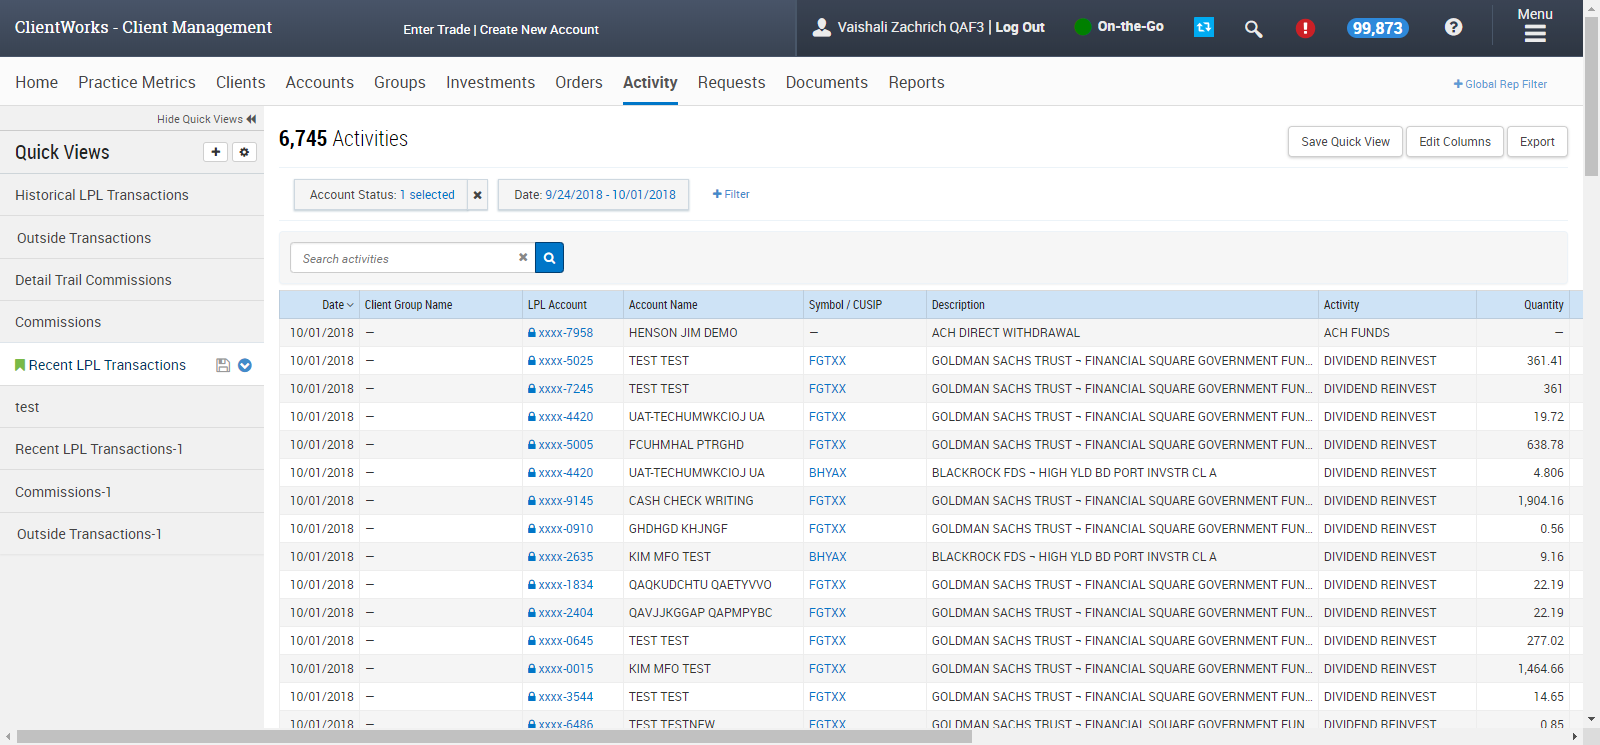 ClientWorks - Client Management
Enter Trade | Create New Account
Vaishali Zachrich QAF3 | Log Out
On-the-Go
99,873
Menu
Home Practice Metrics Clients Accounts Groups Investments Orders Activity Requests Documents Reports
+ Global Rep Filter
Hide Quick Views
Quick Views
Historical LPL Transactions
Outside Transactions
Detail Trail Commissions
Commissions
Recent LPL Transactions
test
Recent LPL Transactions-1
Commissions-1
Outside Transactions-1
6,745 Activities
Save Quick View Edit Columns Export
Account Status: 1 selected Date: 9/24/2018 - 10/01/2018 + Filter
Search activities
Date Client Group Name LPL Account Account Name Symbol / CUSIP Description Activity Quantity
10/01/2018 — xxxx-7958 HENSON JIM DEMO — ACH DIRECT WITHDRAWAL ACH FUNDS —
10/01/2018 — xxxx-5025 TEST TEST FGTXX GOLDMAN SACHS TRUST ¬ FINANCIAL SQUARE GOVERNMENT FUN... DIVIDEND REINVEST 361.41
10/01/2018 — xxxx-7245 TEST TEST FGTXX GOLDMAN SACHS TRUST ¬ FINANCIAL SQUARE GOVERNMENT FUN... DIVIDEND REINVEST 361
10/01/2018 — xxxx-4420 UAT-TECHUMWKCIOJ UA FGTXX GOLDMAN SACHS TRUST ¬ FINANCIAL SQUARE GOVERNMENT FUN... DIVIDEND REINVEST 19.72
10/01/2018 — xxxx-5005 FCUHMHAL PTRGHD FGTXX GOLDMAN SACHS TRUST ¬ FINANCIAL SQUARE GOVERNMENT FUN... DIVIDEND REINVEST 638.78
10/01/2018 — xxxx-4420 UAT-TECHUMWKCIOJ UA BHYAX BLACKROCK FDS ¬ HIGH YLD BD PORT INVSTR CL A DIVIDEND REINVEST 4.806
10/01/2018 — xxxx-9145 CASH CHECK WRITING FGTXX GOLDMAN SACHS TRUST ¬ FINANCIAL SQUARE GOVERNMENT FUN... DIVIDEND REINVEST 1,904.16
10/01/2018 — xxxx-0910 GHDHGD KHJNGF FGTXX GOLDMAN SACHS TRUST ¬ FINANCIAL SQUARE GOVERNMENT FUN... DIVIDEND REINVEST 0.56
10/01/2018 — xxxx-2635 KIM MFO TEST BHYAX BLACKROCK FDS ¬ HIGH YLD BD PORT INVSTR CL A DIVIDEND REINVEST 9.16
10/01/2018 — xxxx-1834 QAQKUDCHTU QAETYVVO FGTXX GOLDMAN SACHS TRUST ¬ FINANCIAL SQUARE GOVERNMENT FUN... DIVIDEND REINVEST 22.19
10/01/2018 — xxxx-2404 QAVJJKGGAP QAPMPYBC FGTXX GOLDMAN SACHS TRUST ¬ FINANCIAL SQUARE GOVERNMENT FUN... DIVIDEND REINVEST 22.19
10/01/2018 — xxxx-0645 TEST TEST FGTXX GOLDMAN SACHS TRUST ¬ FINANCIAL SQUARE GOVERNMENT FUN... DIVIDEND REINVEST 277.02
10/01/2018 — xxxx-0015 KIM MFO TEST FGTXX GOLDMAN SACHS TRUST ¬ FINANCIAL SQUARE GOVERNMENT FUN... DIVIDEND REINVEST 1,464.66
10/01/2018 — xxxx-3544 TEST TEST FGTXX GOLDMAN SACHS TRUST ¬ FINANCIAL SQUARE GOVERNMENT FUN... DIVIDEND REINVEST 14.65
10/01/2018 — xxxx-6486 TEST TESTNEW FGTXX GOLDMAN SACHS TRUST ¬ FINANCIAL SQUARE GOVERNMENT FUN DIVIDEND REINVEST 0.85